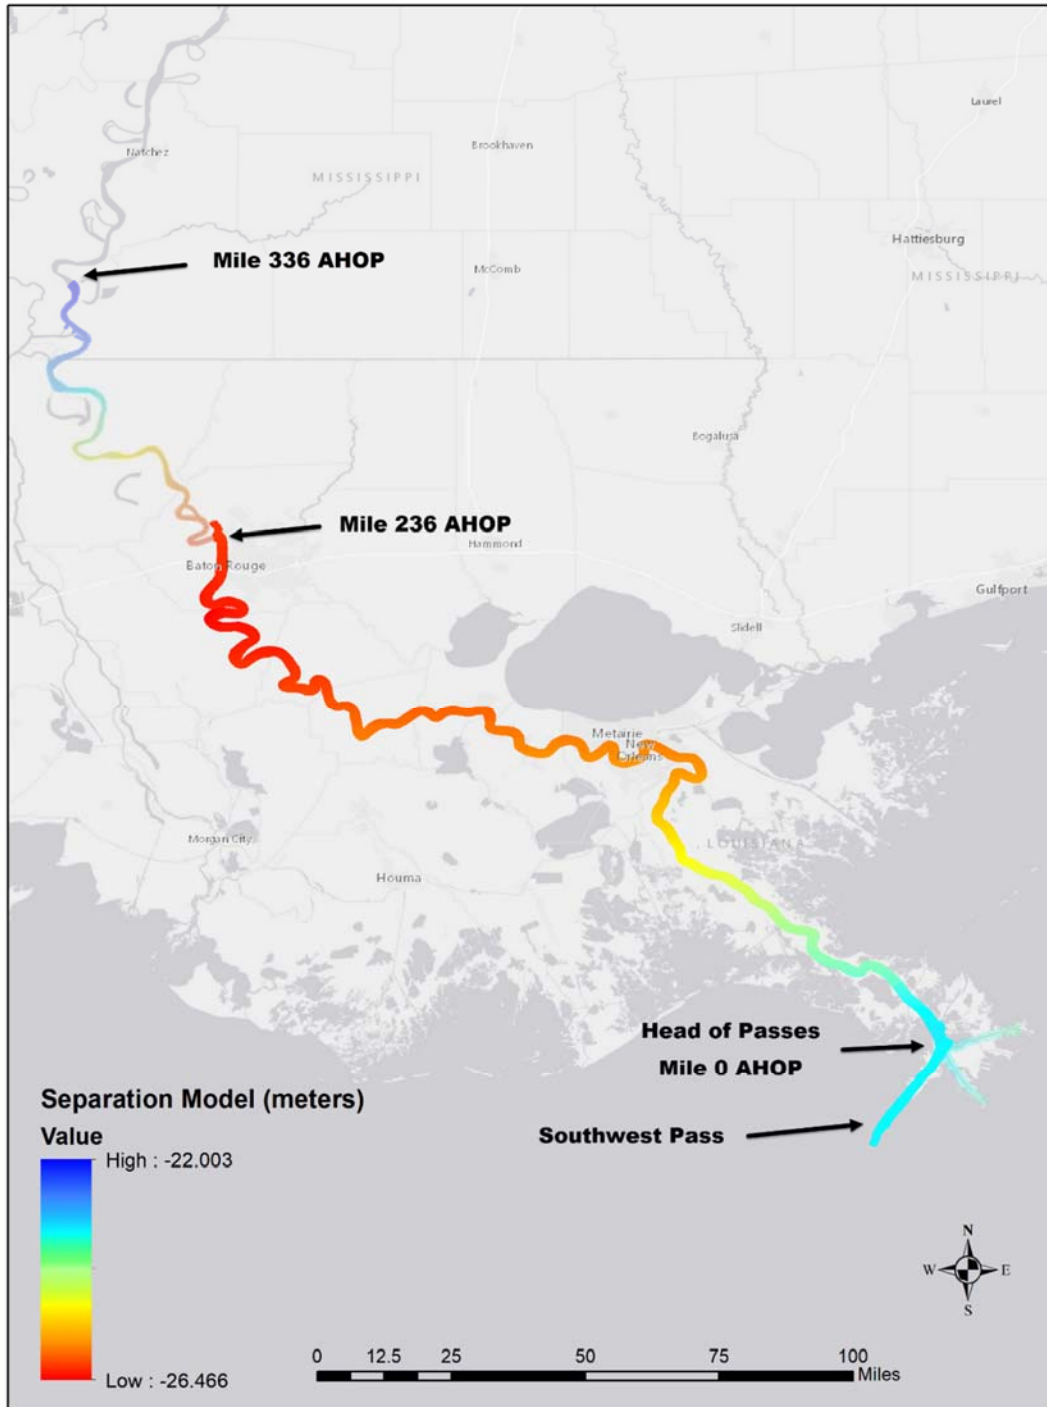 Laurel
Natchez
Brookhaven
MISSISSIPPI
Hattiesburg
Mile 336 AHOP
McComb
MISSISSIPPI
Bogalusa
Mile 236 AHOP
Hammond
Baton Rouge
Gulfport
Slidell
Metairie
New
Orleans
Morgan City
LOUISIANA
Houma
Head of Passes
Mile 0 AHOP
Separation Model (meters)
Southwest Pass
Value
High : -22.003
N
W E
S
0 12.5 25 50 75 100
Miles
Low : -26.466